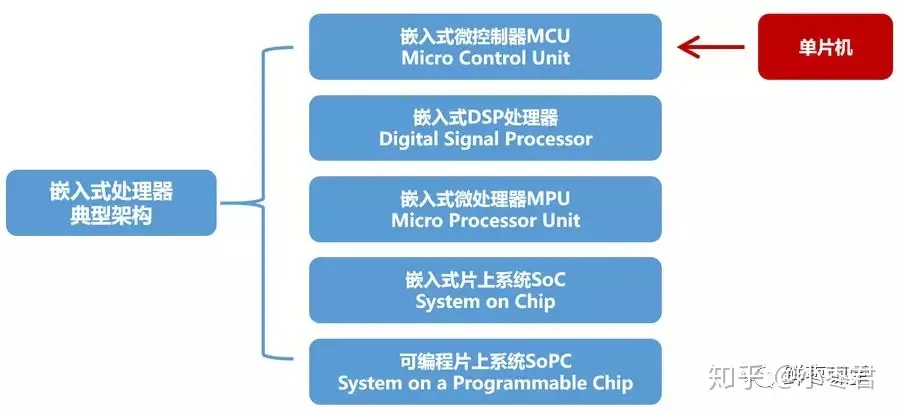 嵌入式微控制器MCU
Micro Control Unit
单片机
嵌入式DSP处理器
Digital Signal Processor
嵌入式处理器
典型架构
嵌入式微处理器MPU
Micro Processor Unit
嵌入式片上系统SoC
System on Chip
可编程片上系统SoPC
System on a Programmable Chip
知乎 @小枣君